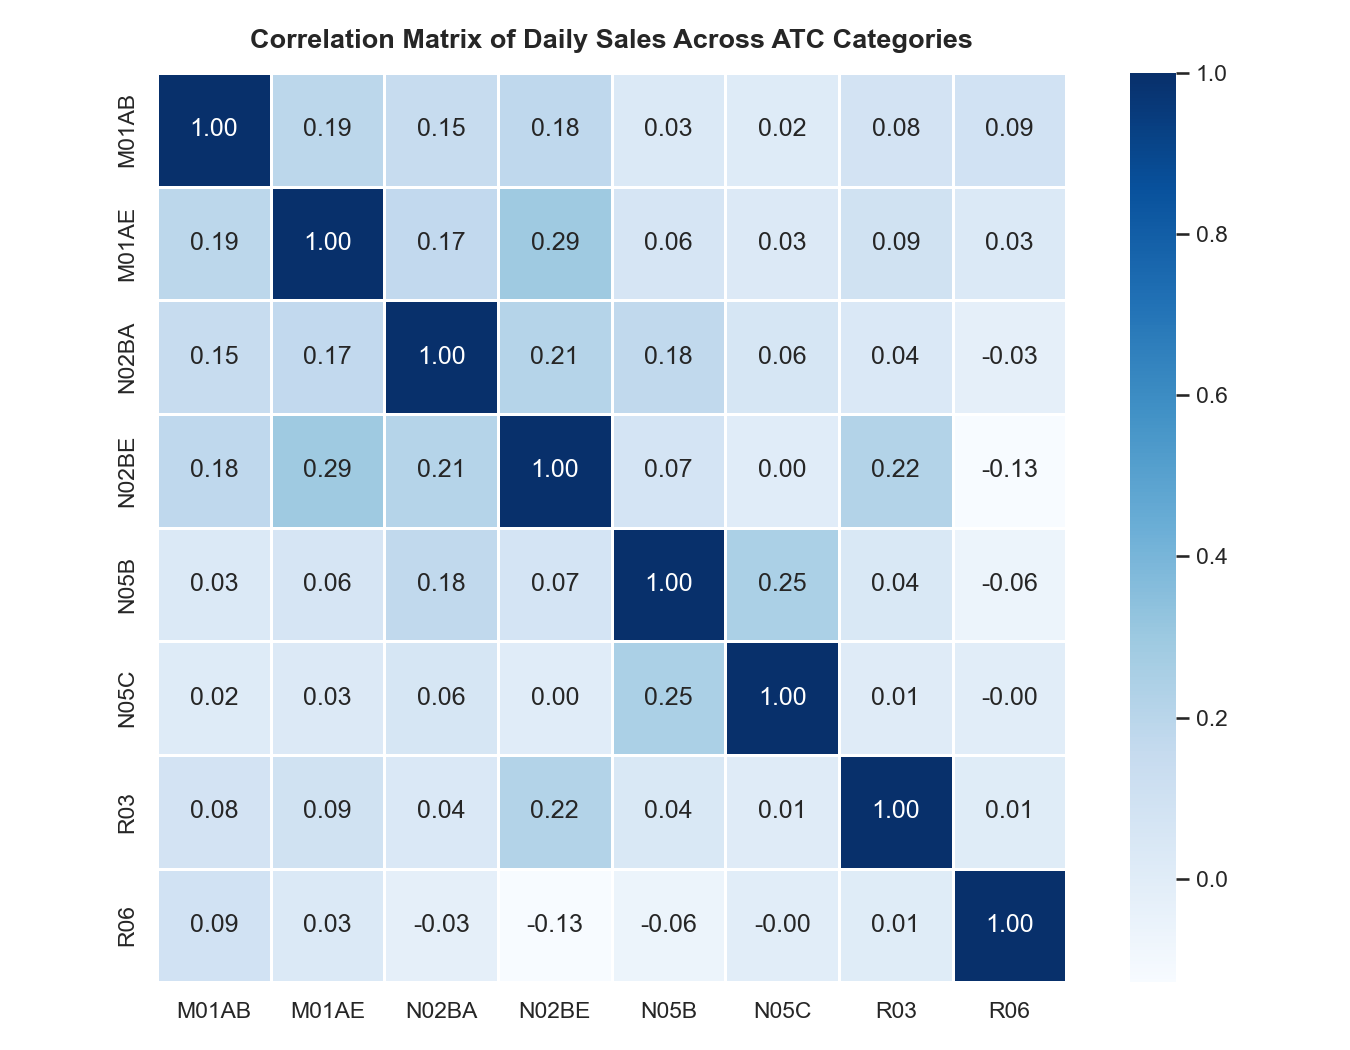 Correlation Matrix of Daily Sales Across ATC Categories
M01AB 1.00 0.19 0.15 0.18 0.03 0.02 0.08 0.09
M01AE 0.19 1.00 0.17 0.29 0.06 0.03 0.09 0.03
N02BA 0.15 0.17 1.00 0.21 0.18 0.06 0.04 -0.03
N02BE 0.18 0.29 0.21 1.00 0.07 0.00 0.22 -0.13
N05B 0.03 0.06 0.18 0.07 1.00 0.25 0.04 -0.06
N05C 0.02 0.03 0.06 0.00 0.25 1.00 0.01 -0.00
R03 0.08 0.09 0.04 0.22 0.04 0.01 1.00 0.01
R06 0.09 0.03 -0.03 -0.13 -0.06 -0.00 0.01 1.00
M01AB M01AE N02BA N02BE N05B N05C R03 R06
1.0
0.8
0.6
0.4
0.2
0.0